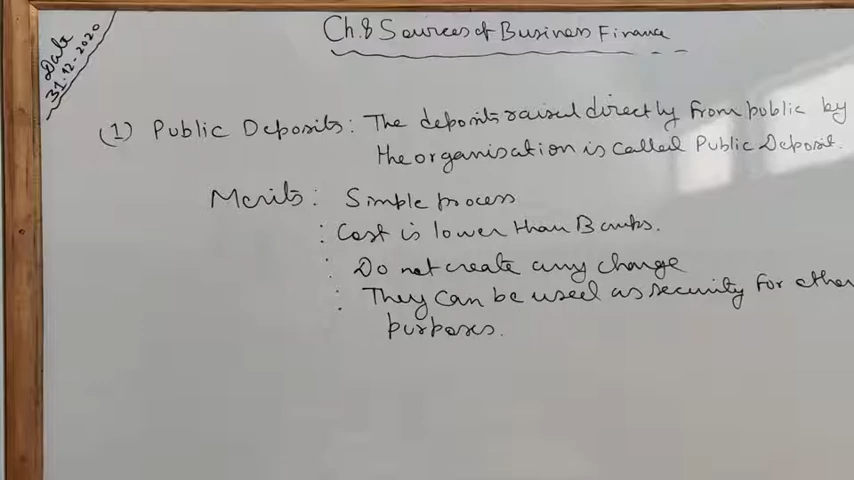 Date
31.12.2020
Ch.8 Sources of Business Finance
(1) Public Deposits: The deposits raised directly from public by
the organisation is called Public Deposit.
Merits: Simple process
: Cost is lower than Banks.
: Do not create any change
: They can be used as security for other
purposes.